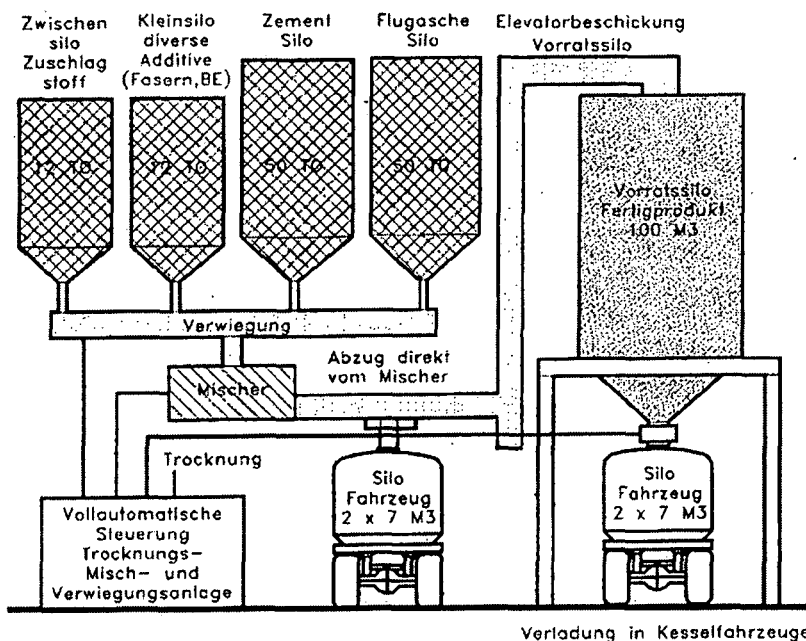 Zwischen
silo
Zuschlag
stoff
Kleinsilo
diverse
Additive
(Fasern,BE)
Zement
Silo
Flugasche
Silo
Elevatorbeschickung
Vorratssilo
12 TO
12 TO
50 TO
50 TO
Vorratssilo
Fertigprodukt
100 M3
Verwiegung
Mischer
Abzug direkt
vom Mischer
Trocknung
Vollautomatische
Steuerung
Trocknungs-
Misch- und
Verwiegungsanlage
Silo
Fahrzeug
2 x 7 M3
Silo
Fahrzeug
2 x 7 M3
Verladung in Kesselfahrzeuge